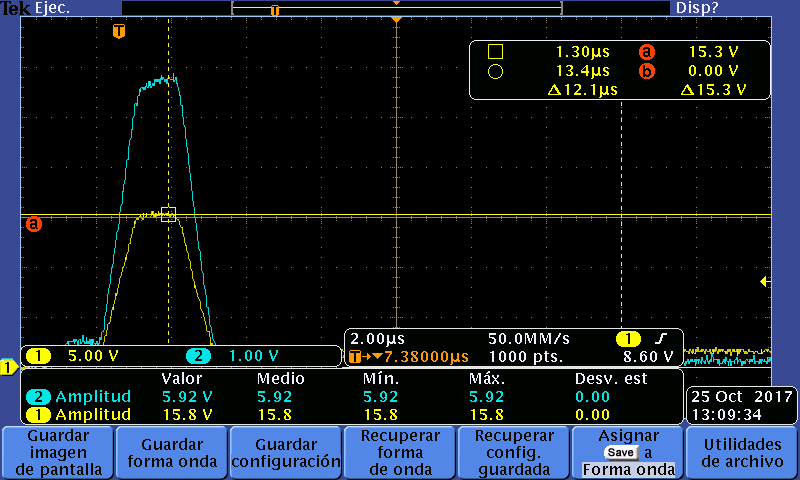 Tek Ejec. T Disp?
T
1.30µs a 15.3 V
13.4µs b 0.00 V
Δ12.1µs Δ15.3 V
a
1 5.00 V 2 1.00 V
2.00µs 50.0MM/s 1 8.60 V
T→▼7.38000µs 1000 pts.
1
Valor Medio Mín. Máx. Desv. est
2 Amplitud 5.92 V 5.92 5.92 5.92 0.00
1 Amplitud 15.8 V 15.8 15.8 15.8 0.00
25 Oct 2017
13:09:34
Guardar
imagen
de pantalla
Guardar
forma onda
Guardar
configuración
Recuperar
forma
de onda
Recuperar
config.
guardada
Asignar
Save a
Forma onda
Utilidades
de archivo